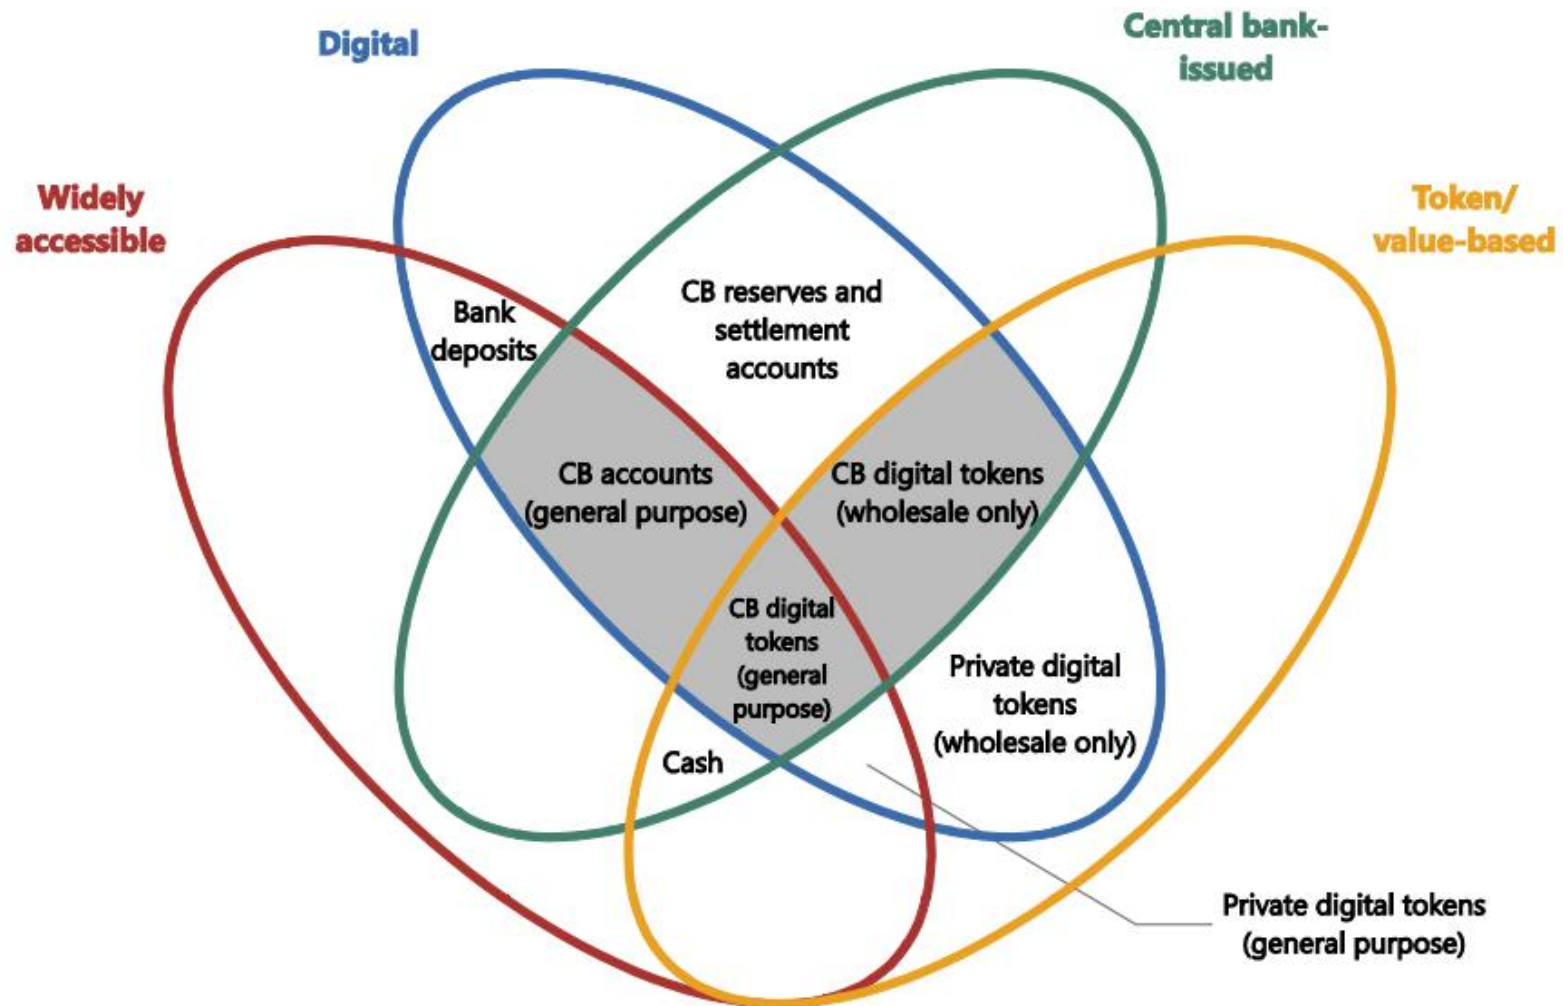 Digital
Central bank-
issued
Widely
accessible
Token/
value-based
Bank
deposits
CB reserves and
settlement
accounts
CB accounts
(general purpose)
CB digital tokens
(wholesale only)
CB digital
tokens
(general
purpose)
Private digital
tokens
(wholesale only)
Cash
Private digital tokens
(general purpose)